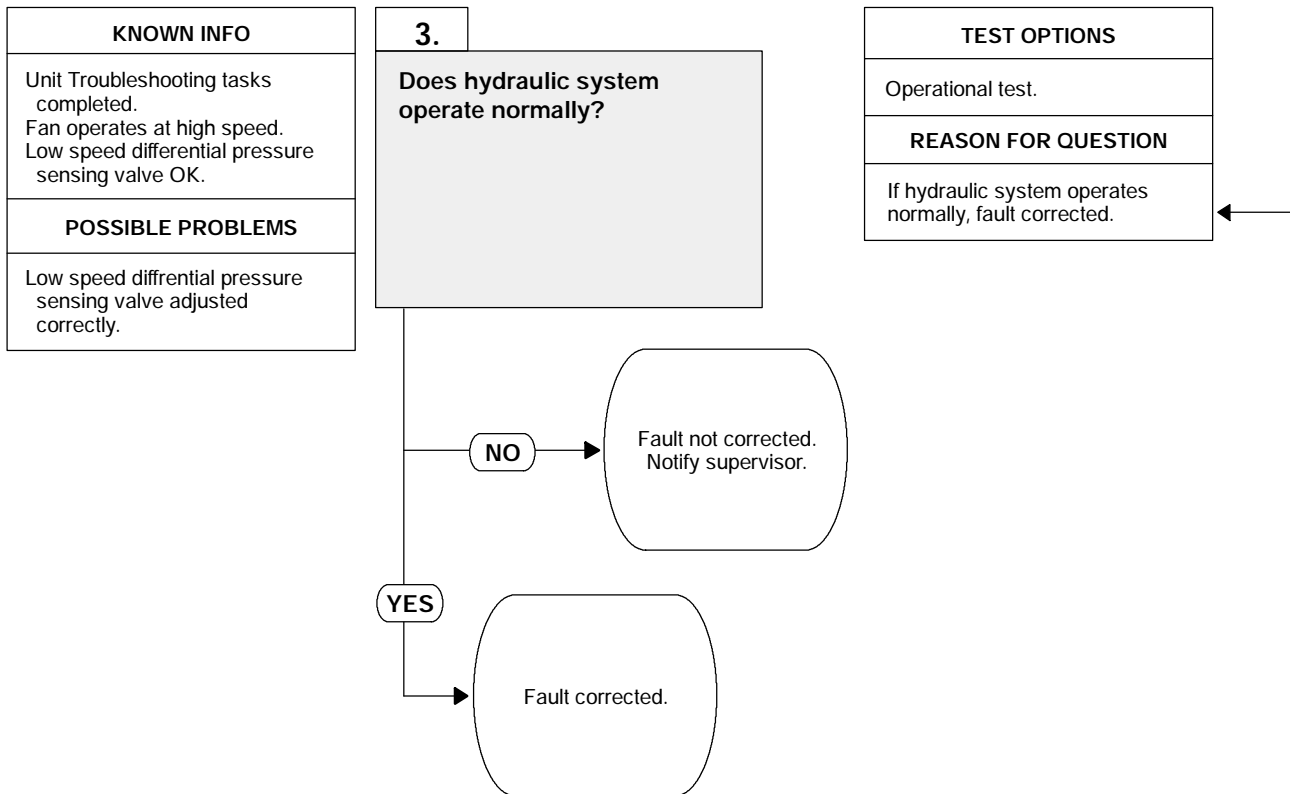 KNOWN INFO
Unit Troubleshooting tasks
completed.
Fan operates at high speed.
Low speed differential pressure
sensing valve OK.
POSSIBLE PROBLEMS
Low speed diffrential pressure
sensing valve adjusted
correctly.
3.
Does hydraulic system
operate normally?
TEST OPTIONS
Operational test.
REASON FOR QUESTION
If hydraulic system operates
normally, fault corrected.
NO
Fault not corrected.
Notify supervisor.
YES
Fault corrected.